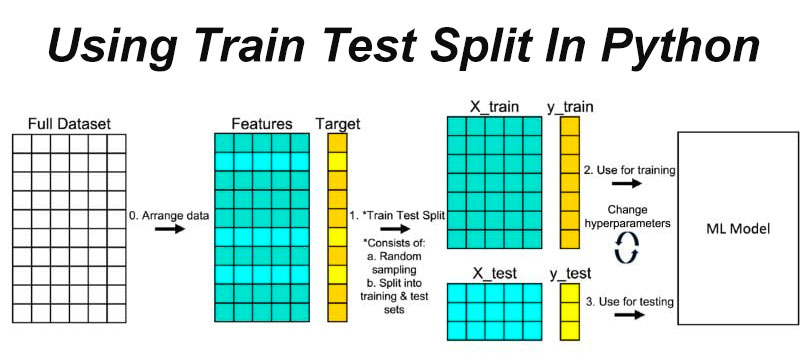 Using Train Test Split In Python
Full Dataset
0. Arrange data
Features
Target
1. *Train Test Split
*Consists of:
a. Random
sampling
b. Split into
training & test
sets
X_train
y_train
X_test
y_test
2. Use for training
Change
hyperparameters
3. Use for testing
ML Model